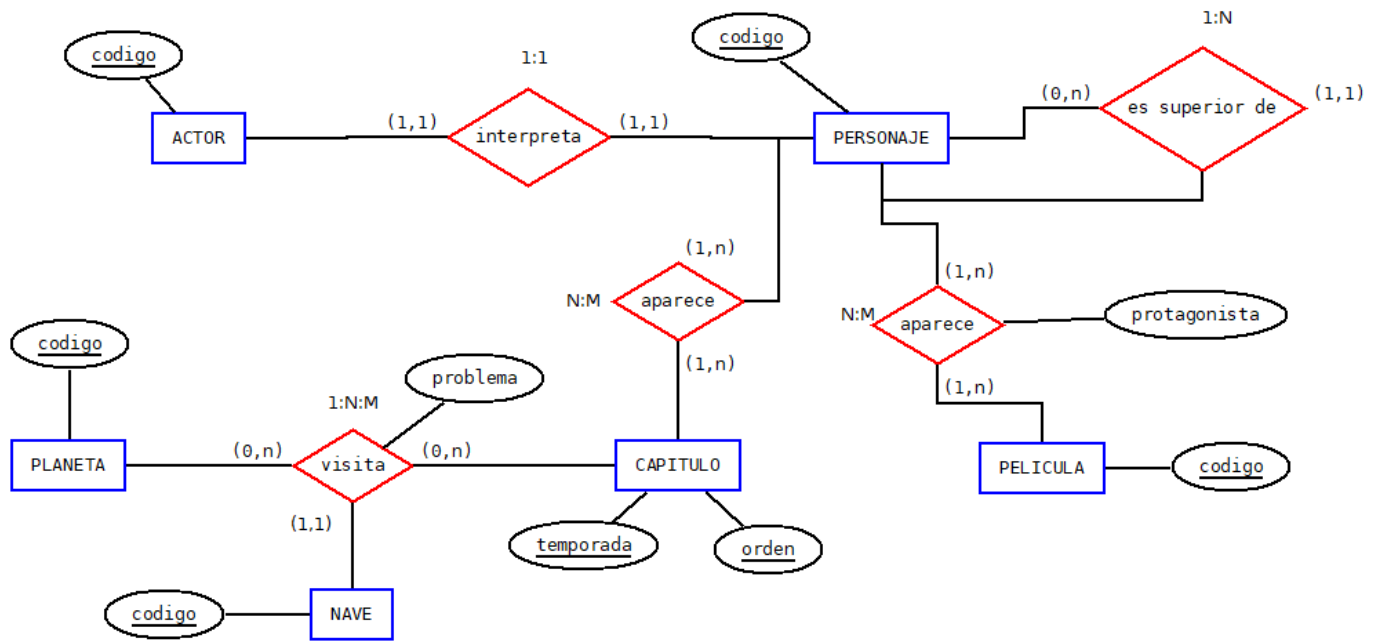 1:N
codigo
codigo
1:1
(0,n)
es superior de
(1,1)
ACTOR
(1,1)
interpreta
(1,1)
PERSONAJE
(1,n)
(1,n)
N:M
aparece
N:M
aparece
protagonista
codigo
(1,n)
problema
(1,n)
1:N:M
PLANETA
(0,n)
visita
(0,n)
CAPITULO
PELICULA
codigo
(1,1)
temporada
orden
codigo
NAVE